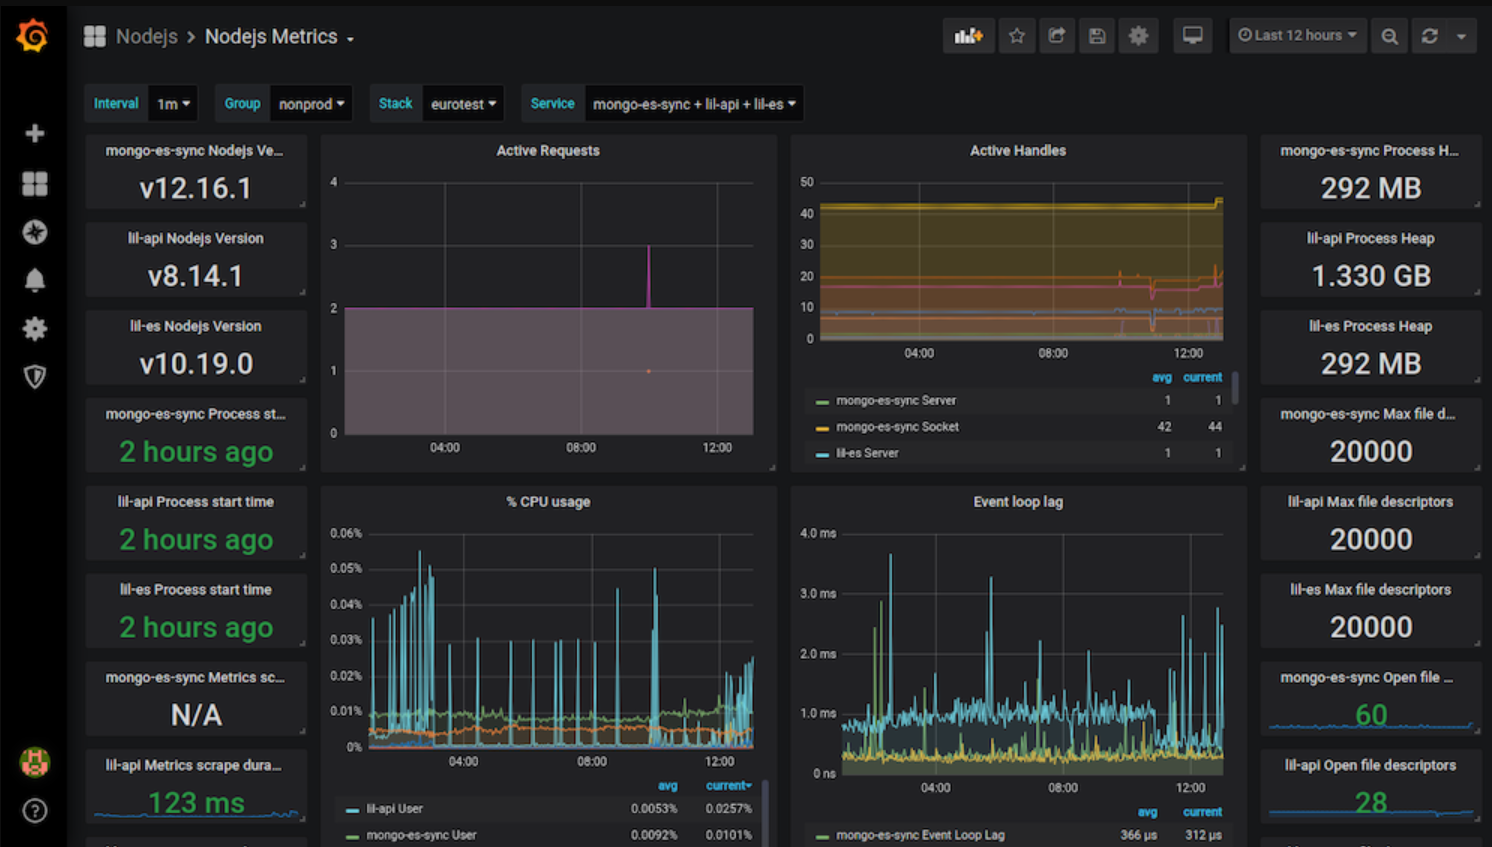 Nodejs > Nodejs Metrics
Last 12 hours
Interval 1m
Group nonprod
Stack eurotest
Service mongo-es-sync + lil-api + lil-es
mongo-es-sync Nodejs Ve...
v12.16.1
lil-api Nodejs Version
v8.14.1
lil-es Nodejs Version
v10.19.0
mongo-es-sync Process st...
2 hours ago
lil-api Process start time
2 hours ago
lil-es Process start time
2 hours ago
mongo-es-sync Metrics sc...
N/A
lil-api Metrics scrape dura...
123 ms
Active Requests
4
3
2
1
0
04:00 08:00 12:00
% CPU usage
0.06%
0.05%
0.04%
0.03%
0.02%
0.01%
0%
04:00 08:00 12:00
avg current
lil-api User 0.0053% 0.0257%
mongo-es-sync User 0.0092% 0.0101%
Active Handles
50
40
30
20
10
0
04:00 08:00 12:00
avg current
mongo-es-sync Server 1 1
mongo-es-sync Socket 42 44
lil-es Server 1 1
Event loop lag
4.0 ms
3.0 ms
2.0 ms
1.0 ms
0 ns
04:00 08:00 12:00
avg current
mongo-es-sync Event Loop Lag 366 µs 312 µs
mongo-es-sync Process H...
292 MB
lil-api Process Heap
1.330 GB
lil-es Process Heap
292 MB
mongo-es-sync Max file d...
20000
lil-api Max file descriptors
20000
lil-es Max file descriptors
20000
mongo-es-sync Open file ...
60
lil-api Open file descriptors
28